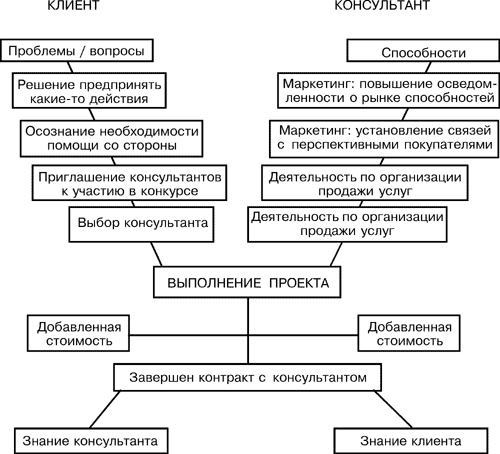 КЛИЕНТ
КОНСУЛЬТАНТ
Проблемы / вопросы
Способности
Решение предпринять
какие-то действия
Маркетинг: повышение осведом-
ленности о рынке способностей
Осознание необходимости
помощи со стороны
Маркетинг: установление связей
с перспективными покупателями
Приглашение консультантов
к участию в конкурсе
Деятельность по организации
продажи услуг
Выбор консультанта
Деятельность по организации
продажи услуг
ВЫПОЛНЕНИЕ ПРОЕКТА
Добавленная
стоимость
Добавленная
стоимость
Завершен контракт с консультантом
Знание консультанта
Знание клиента